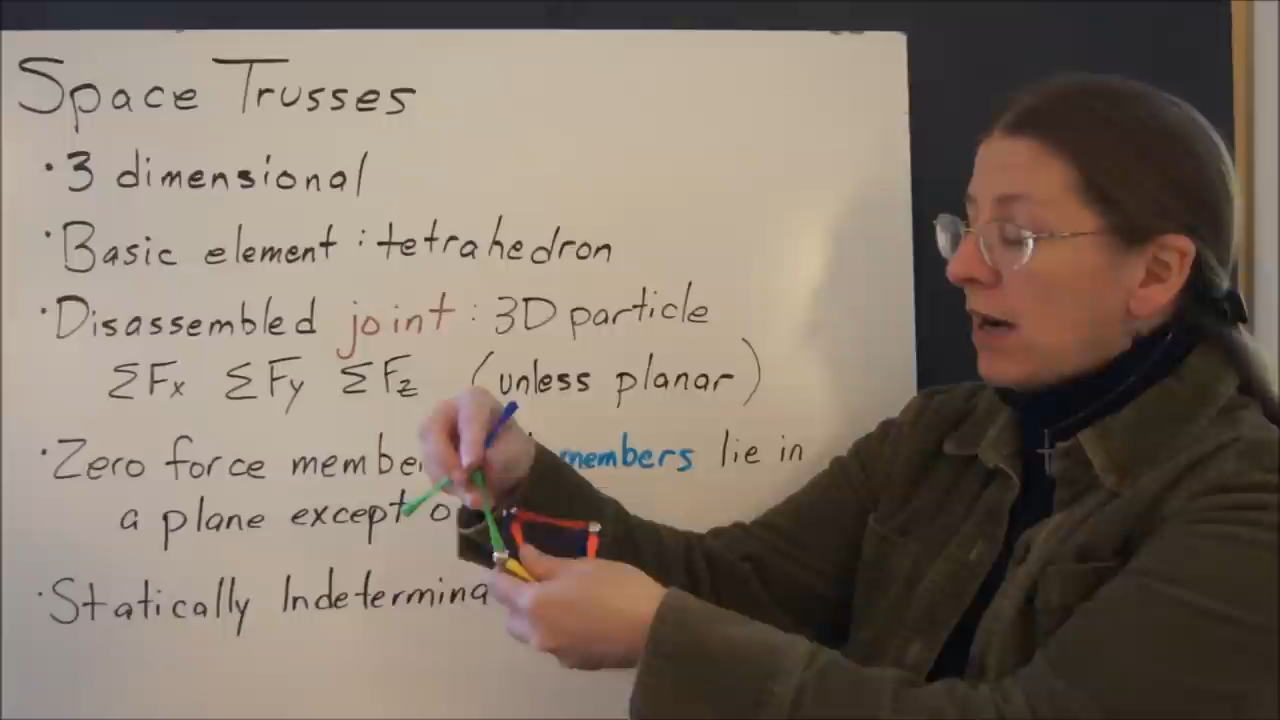 Space Trusses
· 3 dimensional
· Basic element : tetrahedron
· Disassembled joint : 3D particle
ΣFx ΣFy ΣFz (unless planar)
· Zero force membe members lie in
a plane except o
· Statically Indetermina